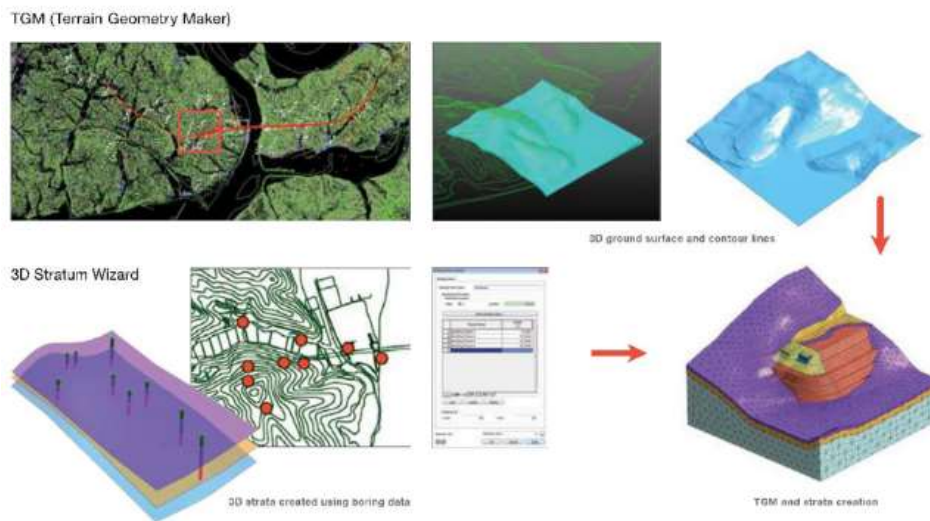 TGM (Terrain Geometry Maker)
3D ground surface and contour lines
3D Stratum Wizard
3D strata created using boring data
TGM and strata creation